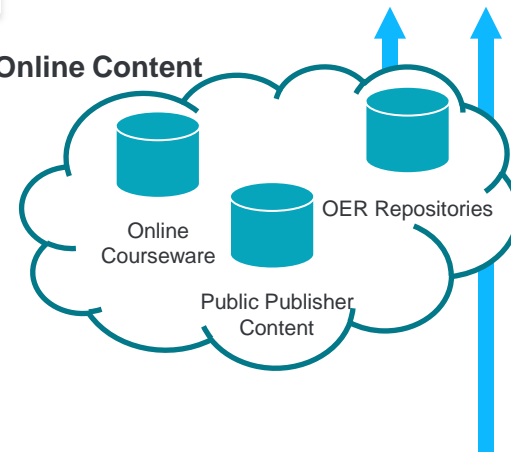 Online Content
OER Repositories
Online
Courseware
Public Publisher
Content